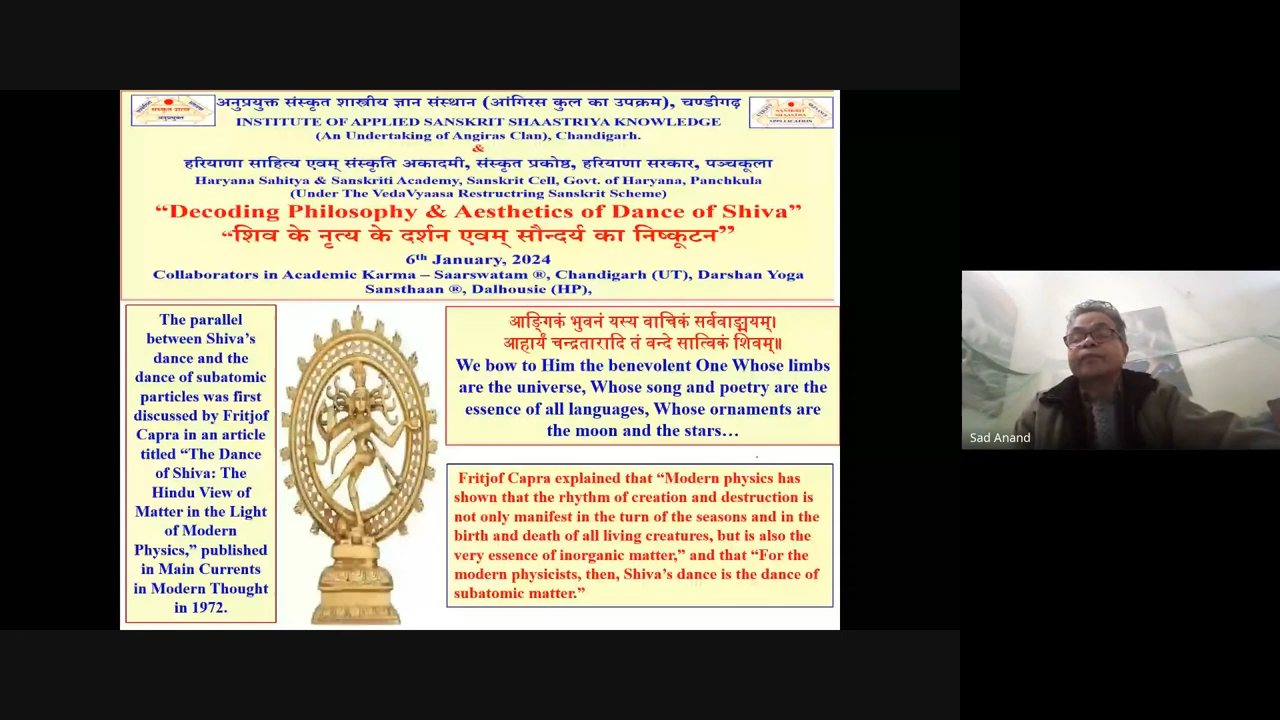 संस्कृत शास्त्र
अनुप्रयुक्त
अनुप्रयुक्त संस्कृत शास्त्रीय ज्ञान संस्थान (आंगिरस कुल का उपक्रम), चण्डीगढ़
INSTITUTE OF APPLIED SANSKRIT SHAASTRIYA KNOWLEDGE
(An Undertaking of Angiras Clan), Chandigarh.
&
हरियाणा साहित्य एवम् संस्कृति अकादमी, संस्कृत प्रकोष्ठ, हरियाणा सरकार, पञ्चकूला
Haryana Sahitya & Sanskriti Academy, Sanskrit Cell, Govt. of Haryana, Panchkula
(Under The VedaVyaasa Restructring Sanskrit Scheme)
“Decoding Philosophy & Aesthetics of Dance of Shiva”
“शिव के नृत्य के दर्शन एवम् सौन्दर्य का निष्कूटन”
6th January, 2024
Collaborators in Academic Karma – Saarswatam ®, Chandigarh (UT), Darshan Yoga
Sansthaan ®, Dalhousie (HP),
SANSKRIT
SHAASTRA
APPLICATION
The parallel
between Shiva’s
dance and the
dance of subatomic
particles was first
discussed by Fritjof
Capra in an article
titled “The Dance
of Shiva: The
Hindu View of
Matter in the Light
of Modern
Physics,” published
in Main Currents
in Modern Thought
in 1972.
आङ्गिकं भुवनं यस्य वाचिकं सर्ववाङ्मयम्।
आहार्यं चन्द्रतारादि तं वन्दे सात्विकं शिवम्॥
We bow to Him the benevolent One Whose limbs
are the universe, Whose song and poetry are the
essence of all languages, Whose ornaments are
the moon and the stars…
Fritjof Capra explained that “Modern physics has
shown that the rhythm of creation and destruction is
not only manifest in the turn of the seasons and in the
birth and death of all living creatures, but is also the
very essence of inorganic matter,” and that “For the
modern physicists, then, Shiva’s dance is the dance of
subatomic matter.”
Sad Anand